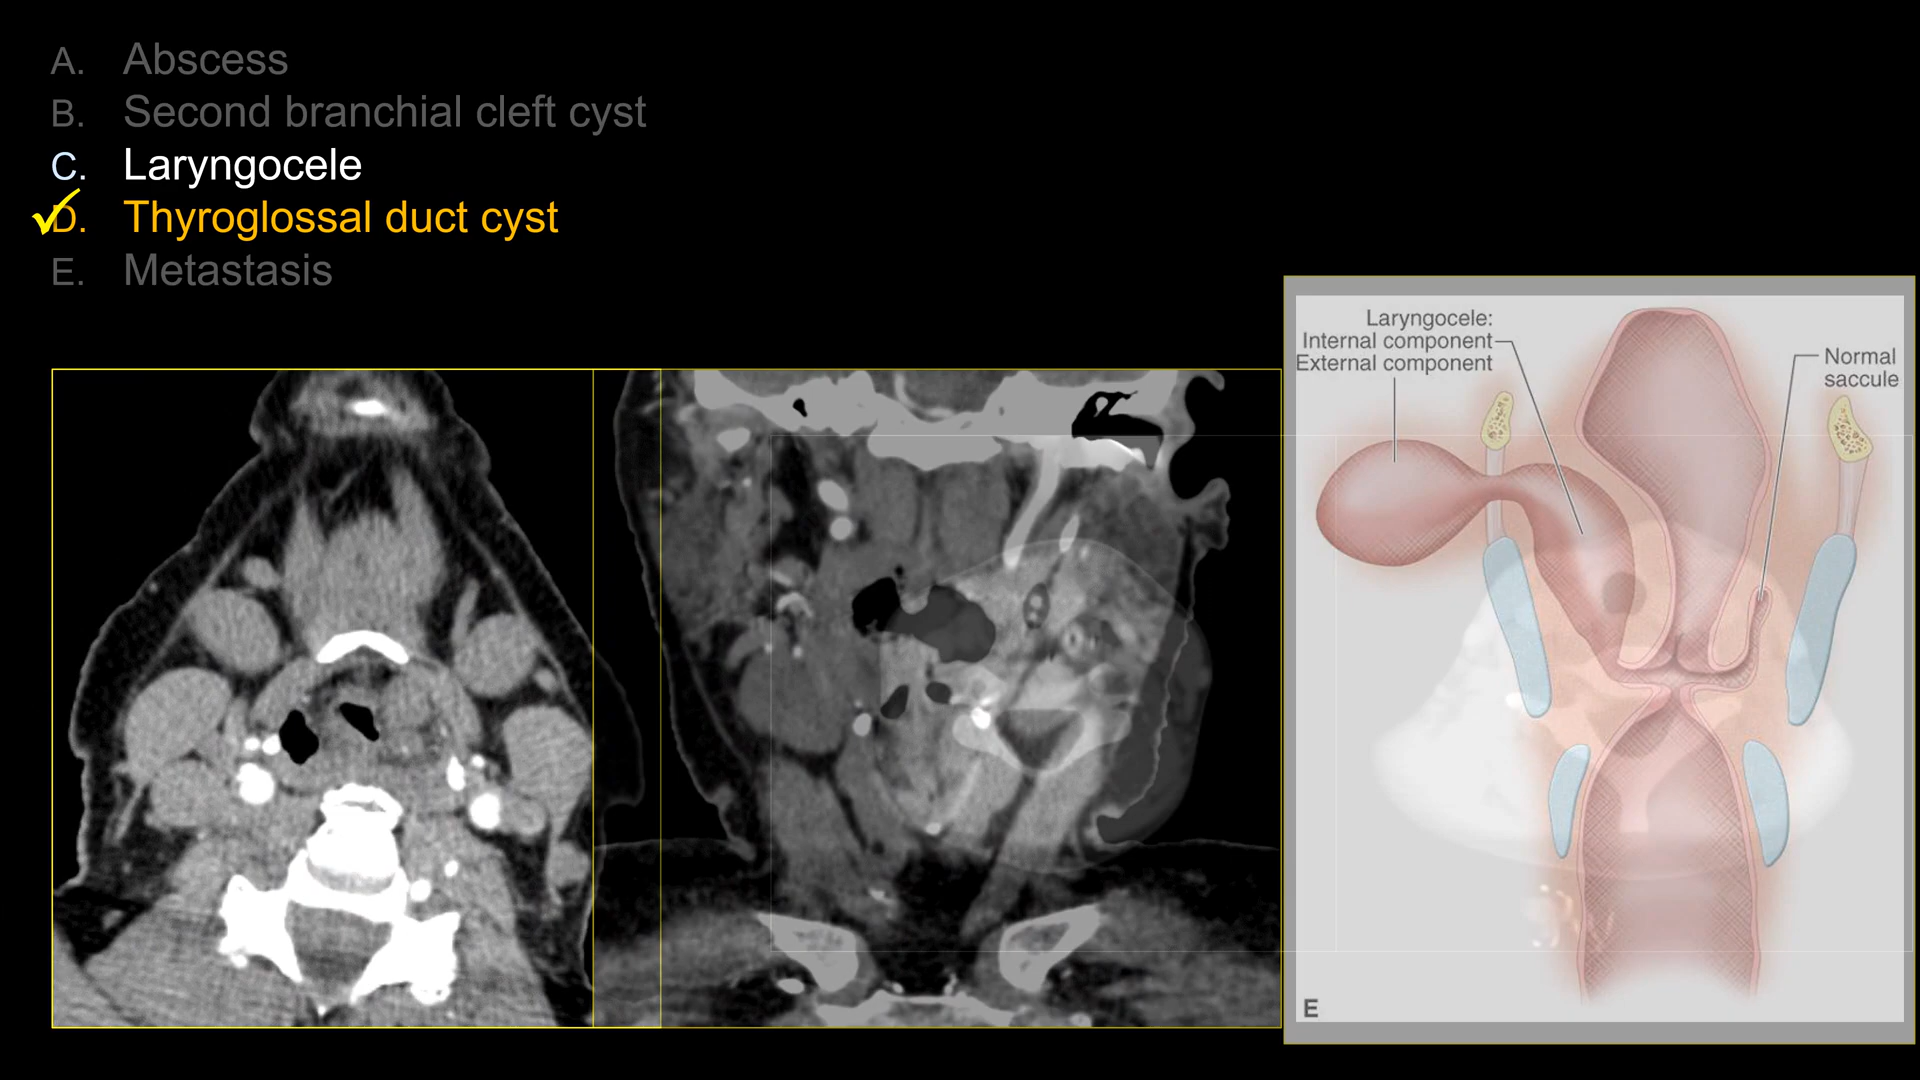 A. Abscess
B. Second branchial cleft cyst
C. Laryngocele
D. Thyroglossal duct cyst
E. Metastasis
Laryngocele:
Internal component
External component
Normal
saccule
E